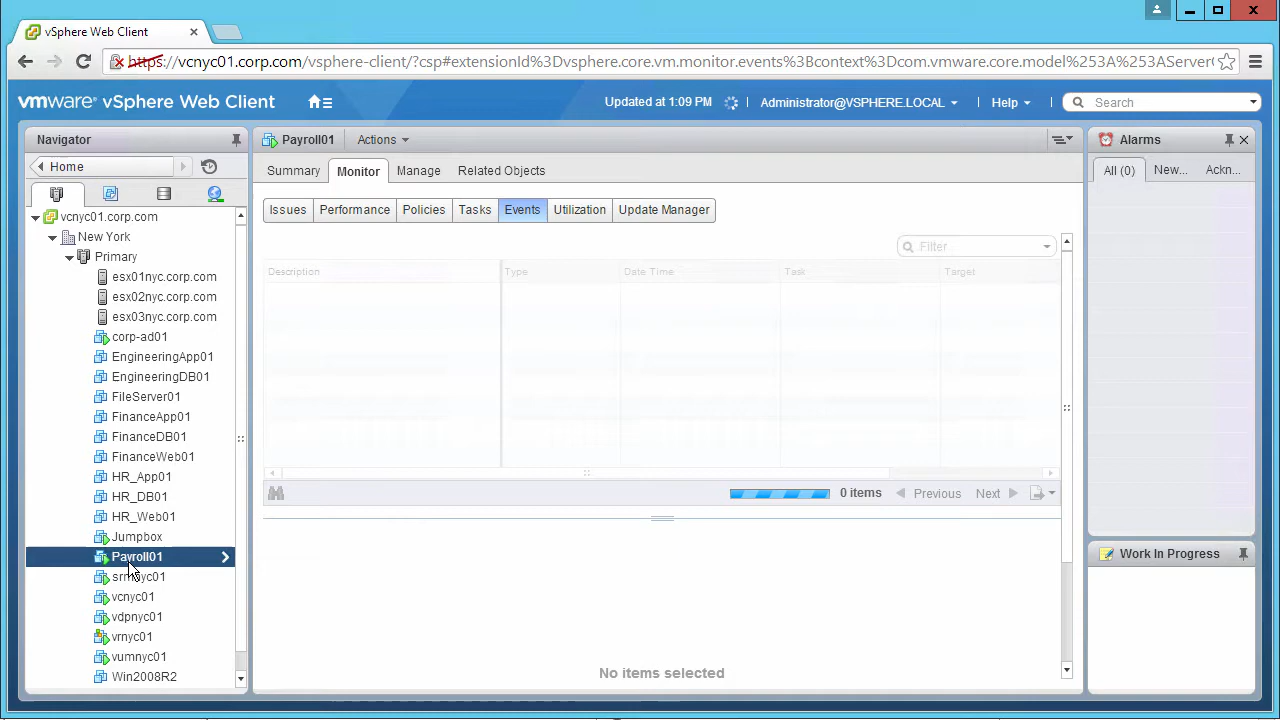 vSphere Web Client
https://vcnyc01.corp.com/vsphere-client/?csp#extensionId%3Dvsphere.core.vm.monitor.events%3Bcontext%3Dcom.vmware.core.model%253A%253AServerO
vmware® vSphere Web Client
Updated at 1:09 PM
Administrator@VSPHERE.LOCAL
Help
Search
Navigator
Home
vcnyc01.corp.com
New York
Primary
esx01nyc.corp.com
esx02nyc.corp.com
esx03nyc.corp.com
corp-ad01
EngineeringApp01
EngineeringDB01
FileServer01
FinanceApp01
FinanceDB01
FinanceWeb01
HR_App01
HR_DB01
HR_Web01
Jumpbox
Payroll01
srmnyc01
vcnyc01
vdpnyc01
vrnyc01
vumnyc01
Win2008R2
Payroll01
Actions
Summary Monitor Manage Related Objects
Issues Performance Policies Tasks Events Utilization Update Manager
Filter
Description Type Date Time Task Target
0 items Previous Next
No items selected
Alarms
All (0) New... Ackn...
Work In Progress